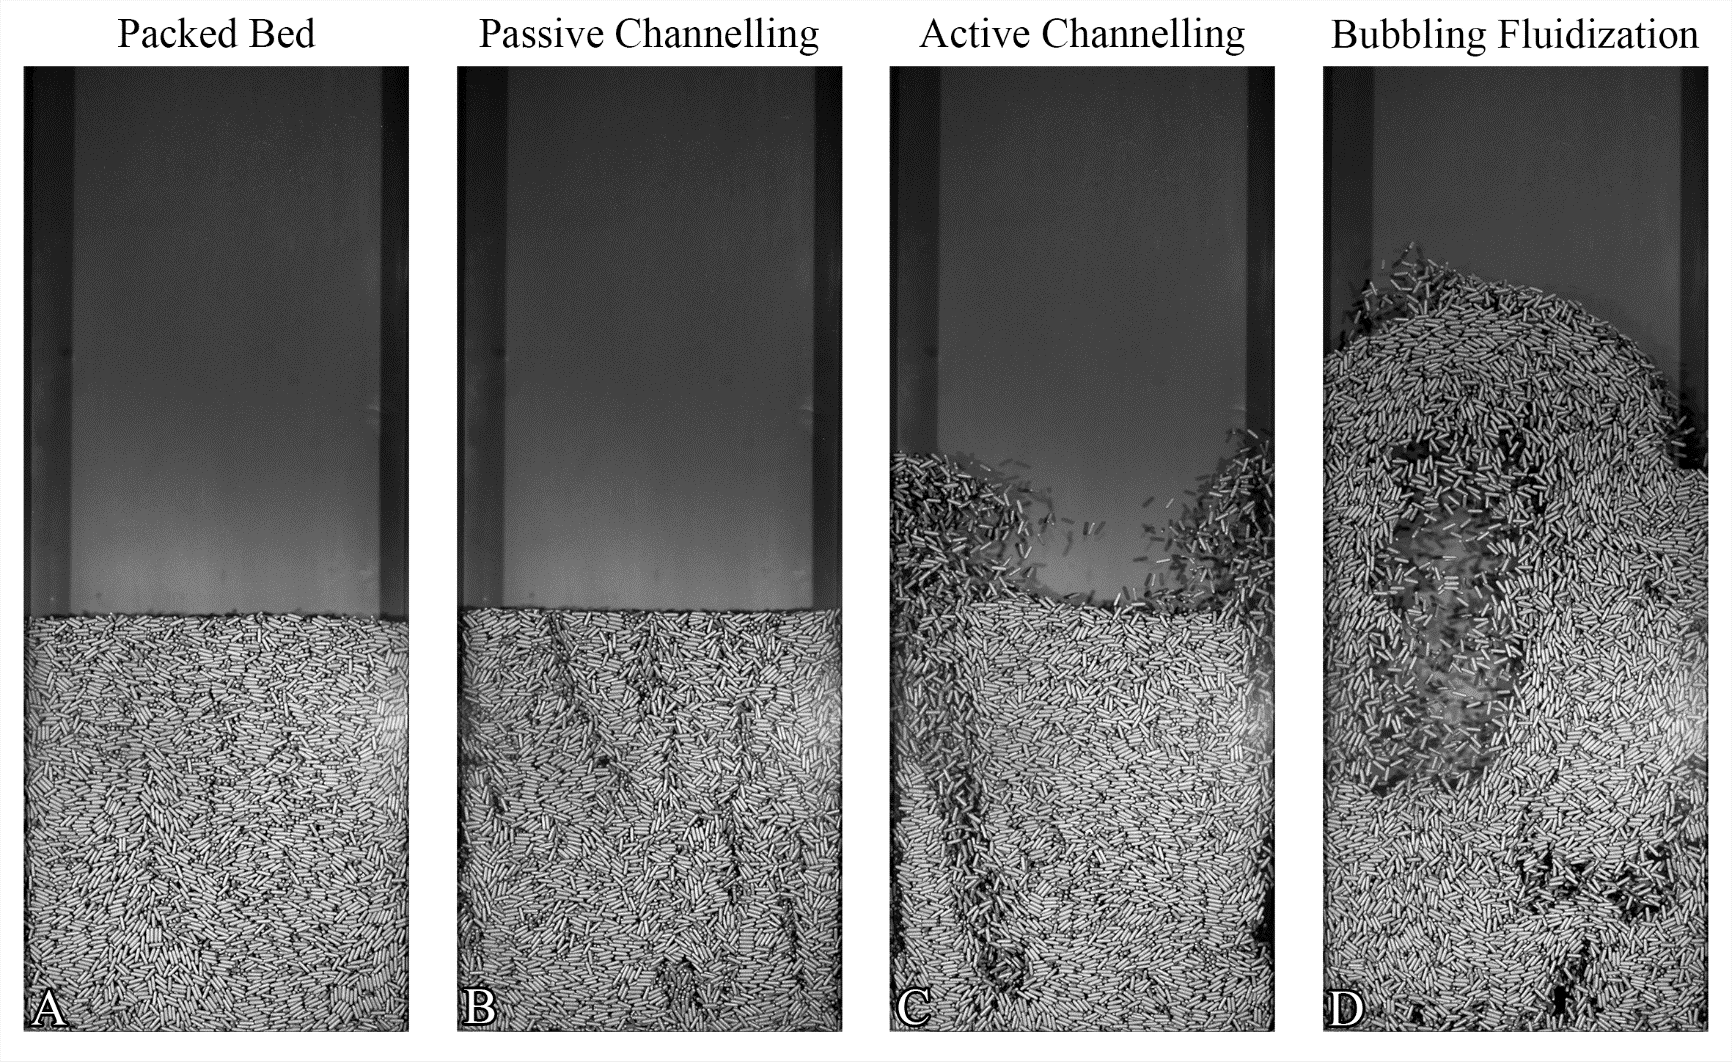 Packed Bed
Passive Channelling
Active Channelling
Bubbling Fluidization
A
B
C
D